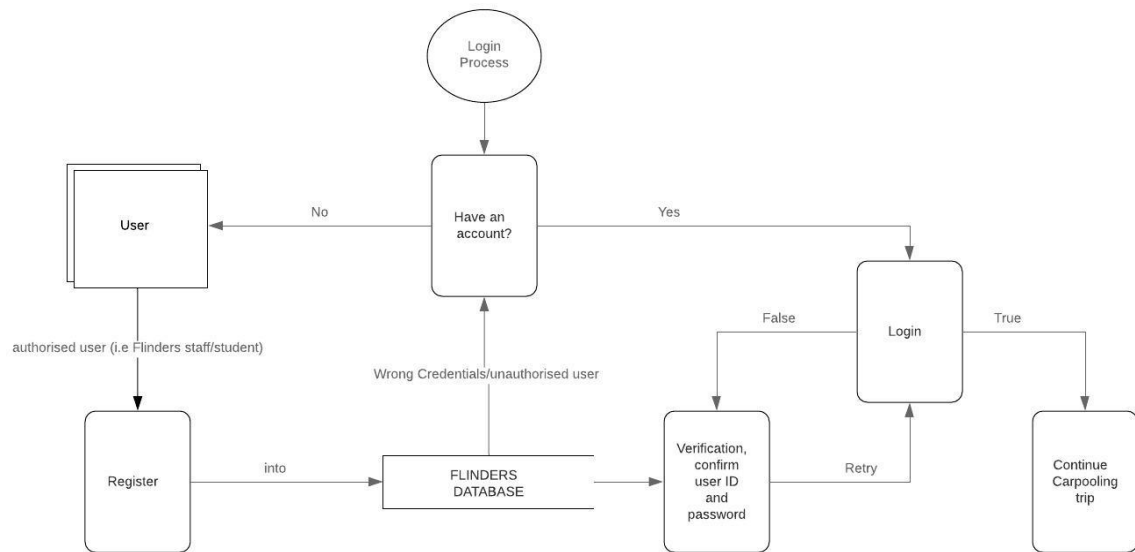 Login
Process
No
Have an
account?
Yes
User
False
Login
True
authorised user (i.e Flinders staff/student)
Wrong Credentials/unauthorised user
Register
into
FLINDERS
DATABASE
Verification,
confirm
user ID
and
password
Retry
Continue
Carpooling
trip